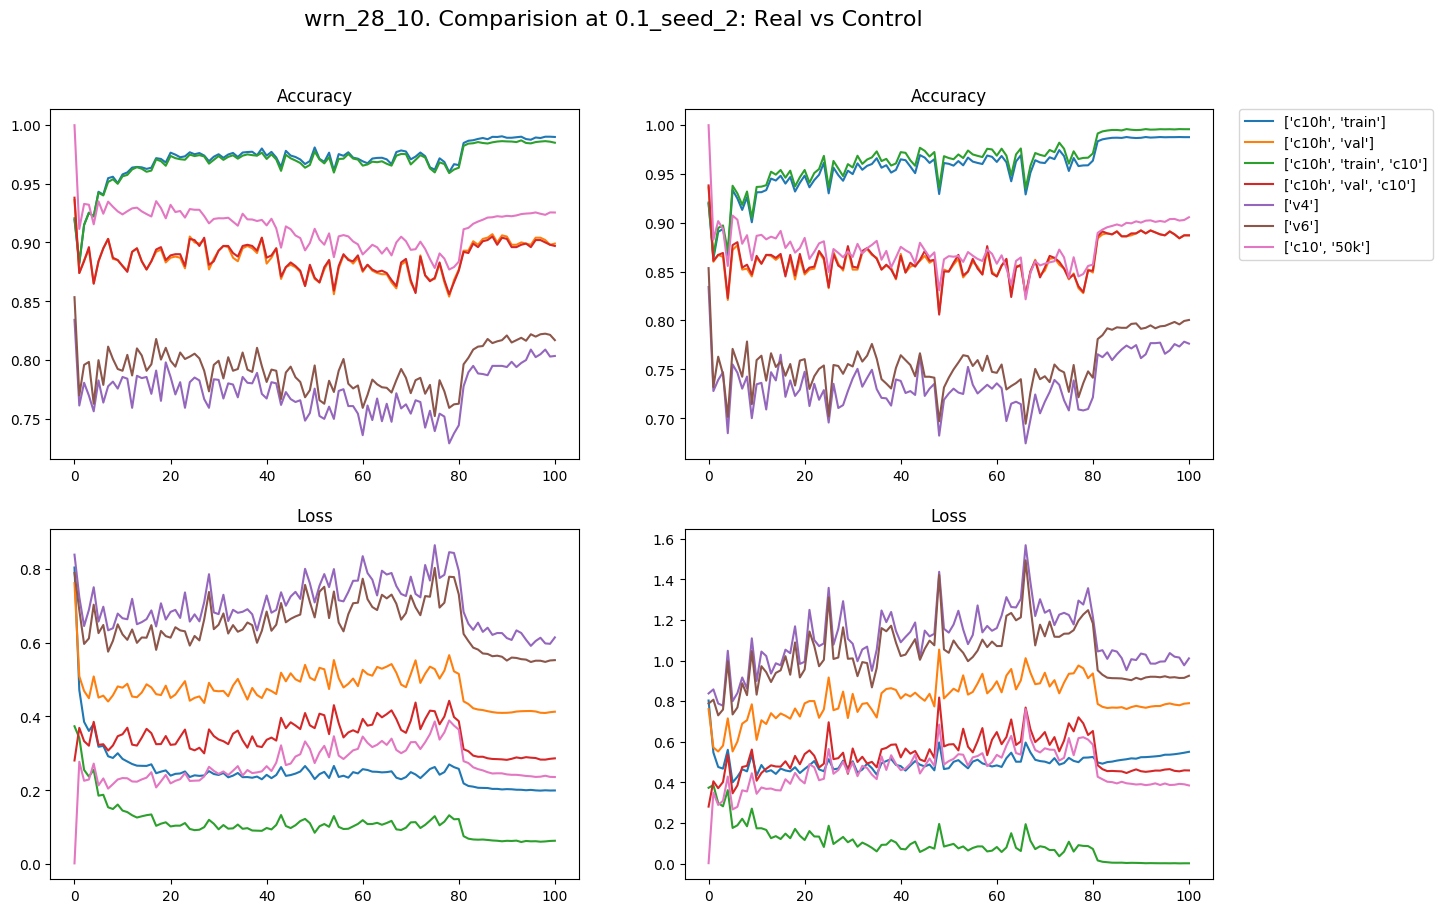 wrn_28_10. Comparision at 0.1_seed_2: Real vs Control
Accuracy
1.00
0.95
0.90
0.85
0.80
0.75
0 20 40 60 80 100
Accuracy
1.00
0.95
0.90
0.85
0.80
0.75
0.70
0 20 40 60 80 100
['c10h', 'train']
['c10h', 'val']
['c10h', 'train', 'c10']
['c10h', 'val', 'c10']
['v4']
['v6']
['c10', '50k']
Loss
0.8
0.6
0.4
0.2
0.0
0 20 40 60 80 100
Loss
1.6
1.4
1.2
1.0
0.8
0.6
0.4
0.2
0.0
0 20 40 60 80 100